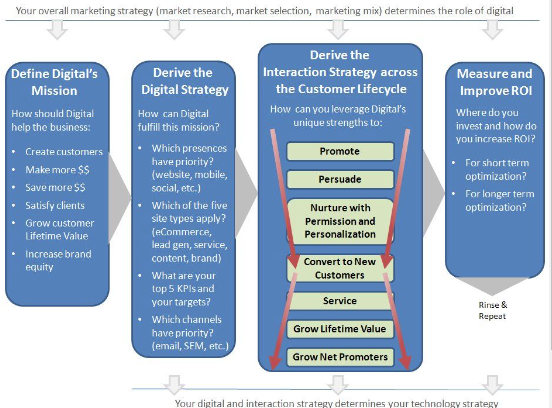 Your overall marketing strategy (market research, market selection, marketing mix) determines the role of digital
Define Digital's
Mission
How should Digital
help the business:
• Create customers
• Make more $$
• Save more $$
• Satisfy clients
• Grow customer
Lifetime Value
• Increase brand
equity
Derive the
Digital Strategy
How can Digital
fulfill this mission?
• Which presences
have priority?
(website, mobile,
social, etc.)
• Which of the five
site types apply?
(eCommerce,
lead gen, service,
content, brand)
• What are your
top 5 KPIs and
your targets?
• Which channels
have priority?
(email, SEM, etc.)
Derive the
Interaction Strategy across
the Customer Lifecycle
How can you leverage Digital's
unique strengths to:
Promote
Persuade
Nurture with
Permission and
Personalization
Convert to New
Customers
Service
Grow Lifetime Value
Grow Net Promoters
Measure and
Improve ROI
Where do you
invest and how do
you increase ROI?
• For short term
optimization?
• For longer term
optimization?
Rinse &
Repeat
Your digital and interaction strategy determines your technology strategy